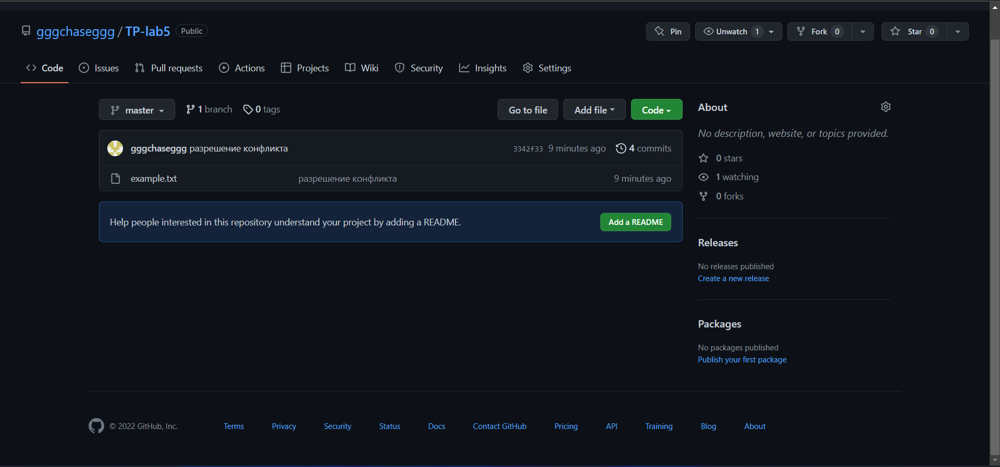 gggchaseggg / TP-lab5 Public Pin Unwatch 1 Fork 0 Star 0
Code Issues Pull requests Actions Projects Wiki Security Insights Settings
master 1 branch 0 tags Go to file Add file Code
gggchaseggg разрешение конфликта 3342f33 9 minutes ago 4 commits
example.txt разрешение конфликта 9 minutes ago
Help people interested in this repository understand your project by adding a README. Add a README
About
No description, website, or topics provided.
0 stars
1 watching
0 forks
Releases
No releases published
Create a new release
Packages
No packages published
Publish your first package
© 2022 GitHub, Inc. Terms Privacy Security Status Docs Contact GitHub Pricing API Training Blog About